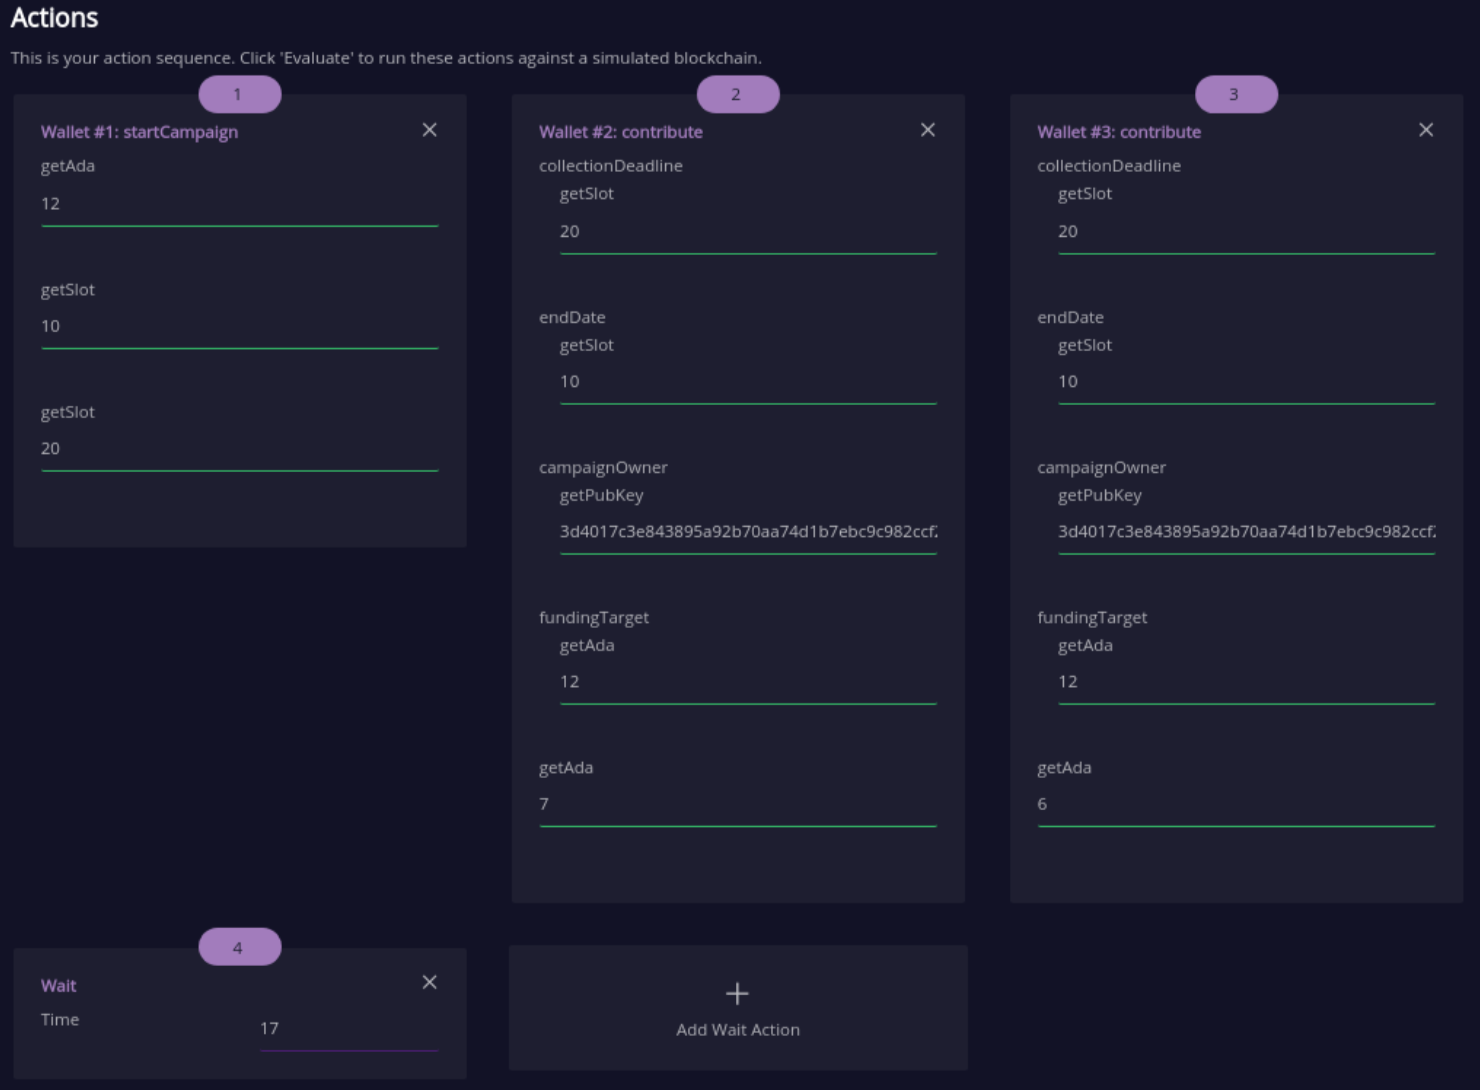 Actions
This is your action sequence. Click 'Evaluate' to run these actions against a simulated blockchain.
1
Wallet #1: startCampaign
getAda
12
getSlot
10
getSlot
20
2
Wallet #2: contribute
collectionDeadline
getSlot
20
endDate
getSlot
10
campaignOwner
getPubKey
3d4017c3e843895a92b70aa74d1b7ebc9c982ccf
fundingTarget
getAda
12
getAda
7
3
Wallet #3: contribute
collectionDeadline
getSlot
20
endDate
getSlot
10
campaignOwner
getPubKey
3d4017c3e843895a92b70aa74d1b7ebc9c982ccf
fundingTarget
getAda
12
getAda
6
4
Wait
Time
17
Add Wait Action